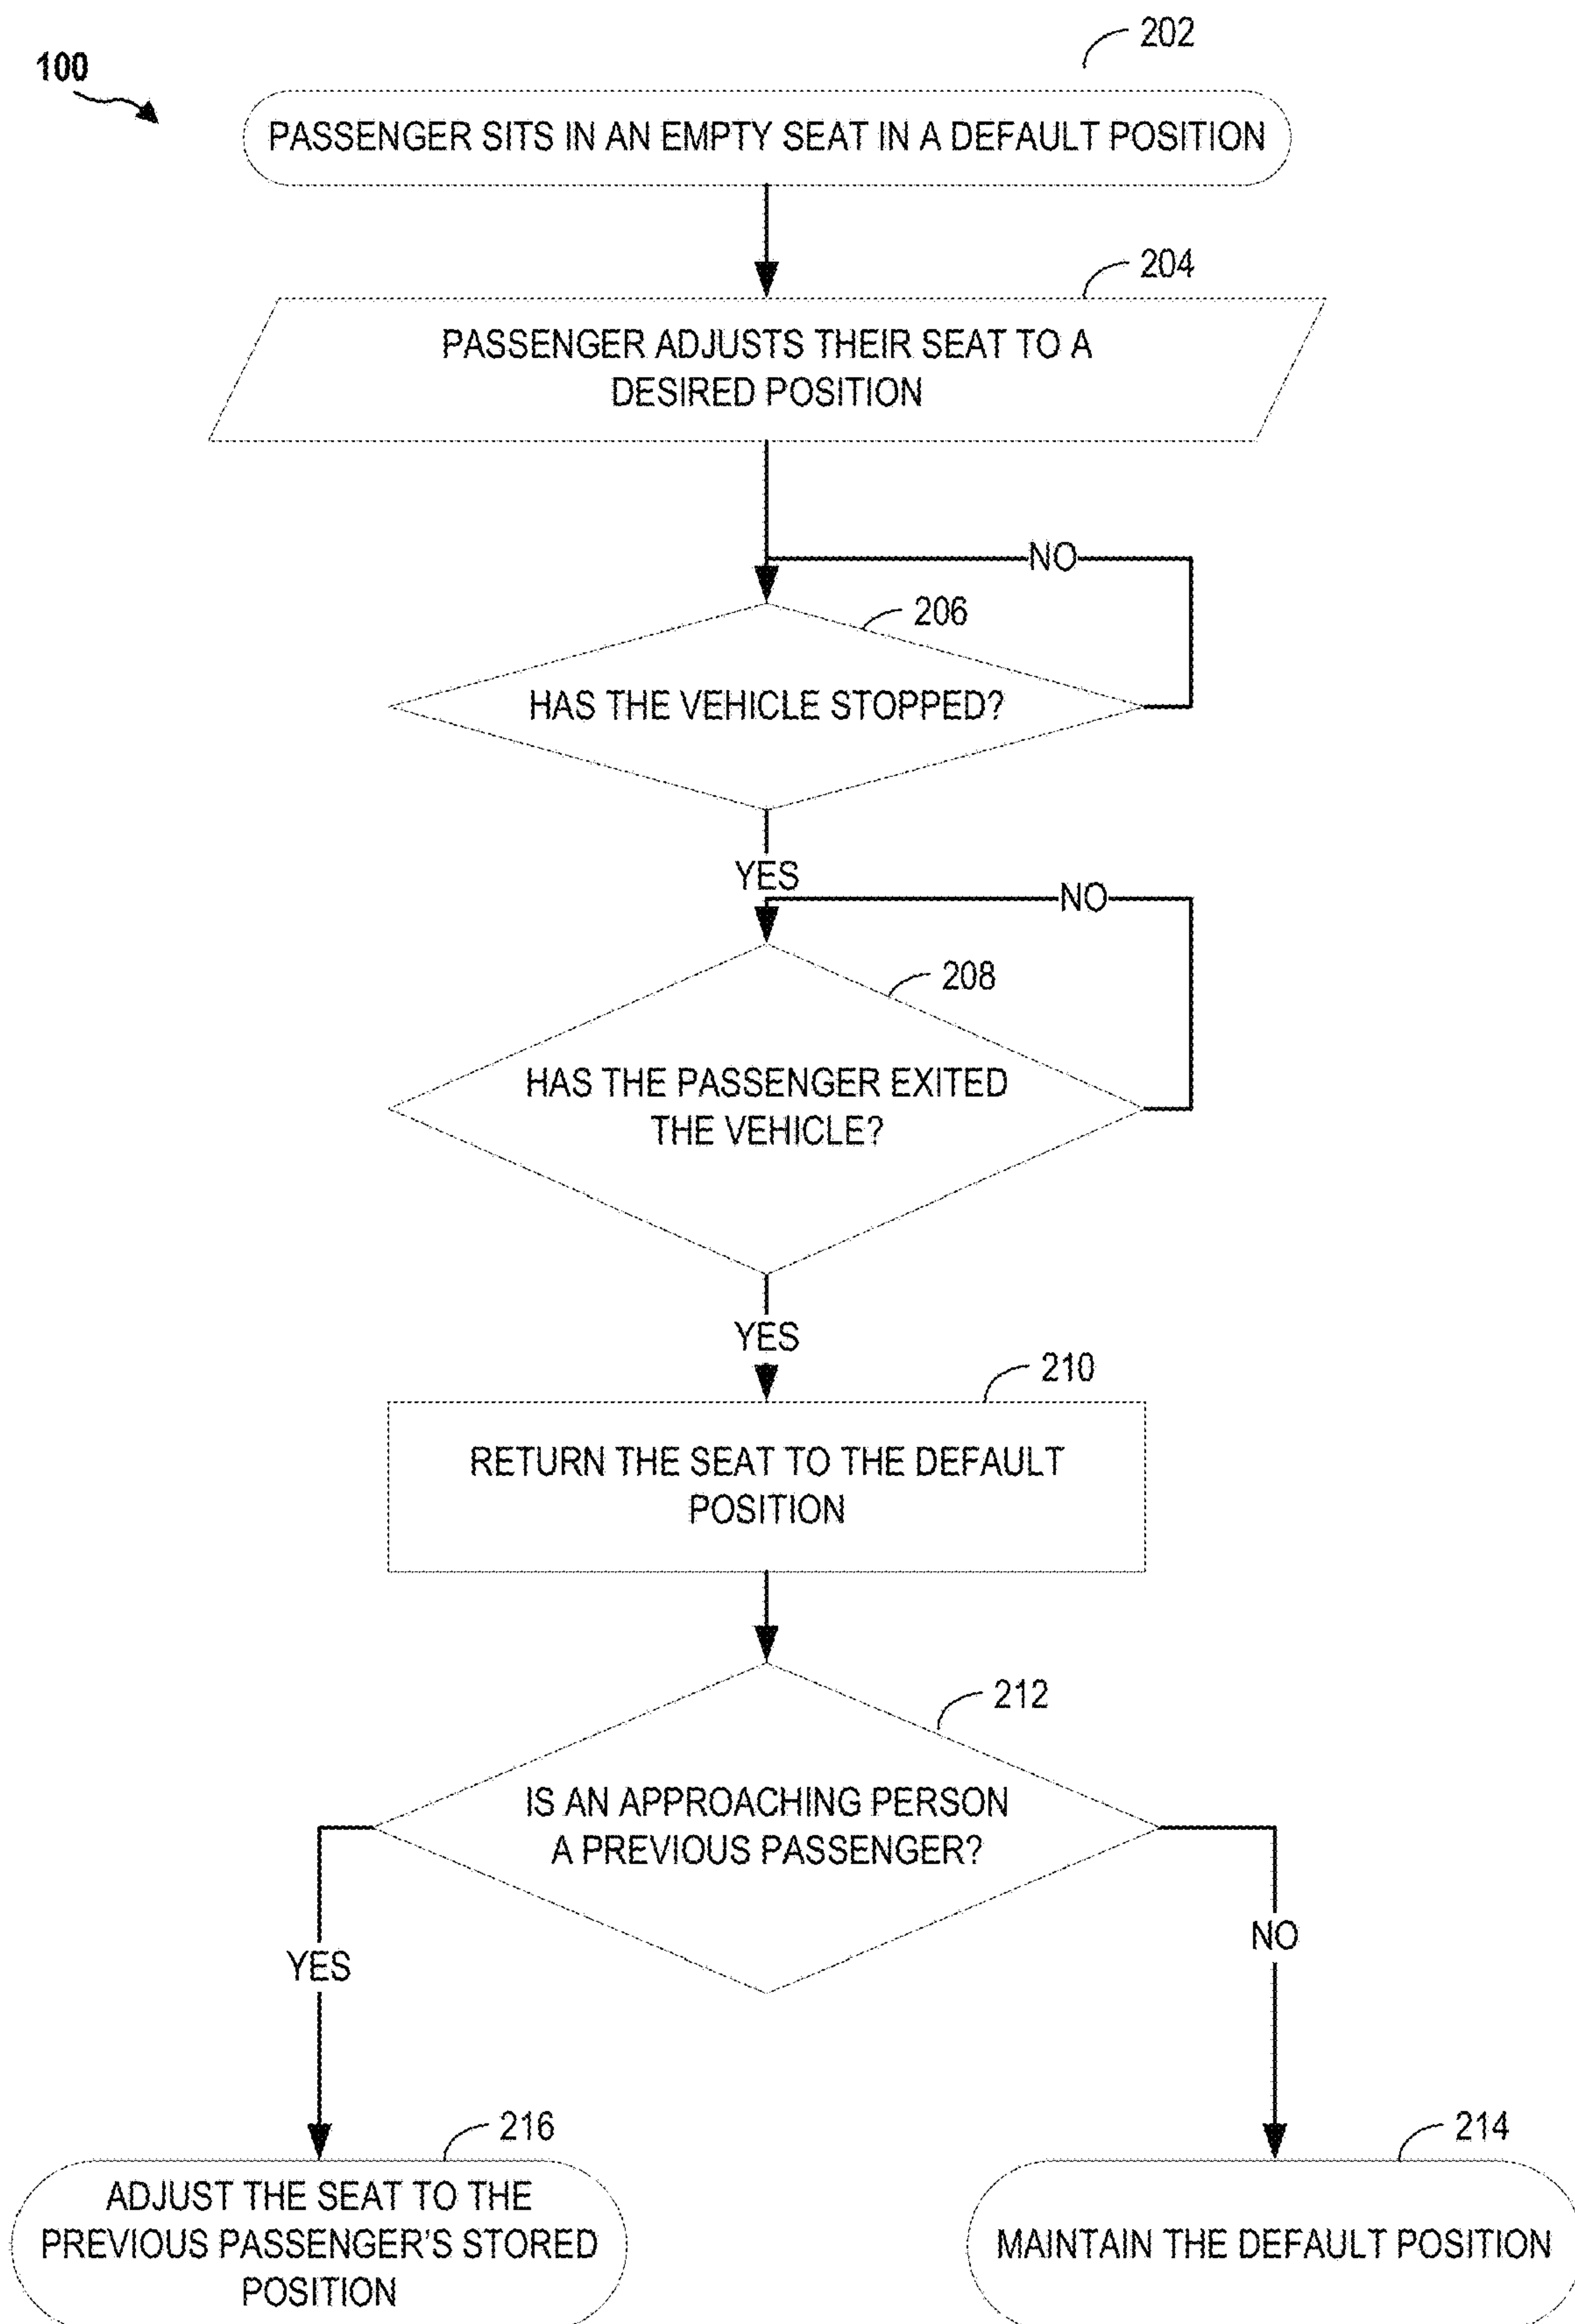 100
202
PASSENGER SITS IN AN EMPTY SEAT IN A DEFAULT POSITION
204
PASSENGER ADJUSTS THEIR SEAT TO A
DESIRED POSITION
NO
206
HAS THE VEHICLE STOPPED?
YES
NO
208
HAS THE PASSENGER EXITED
THE VEHICLE?
YES
210
RETURN THE SEAT TO THE DEFAULT
POSITION
212
IS AN APPROACHING PERSON
A PREVIOUS PASSENGER?
YES
NO
216
ADJUST THE SEAT TO THE
PREVIOUS PASSENGER'S STORED
POSITION
214
MAINTAIN THE DEFAULT POSITION